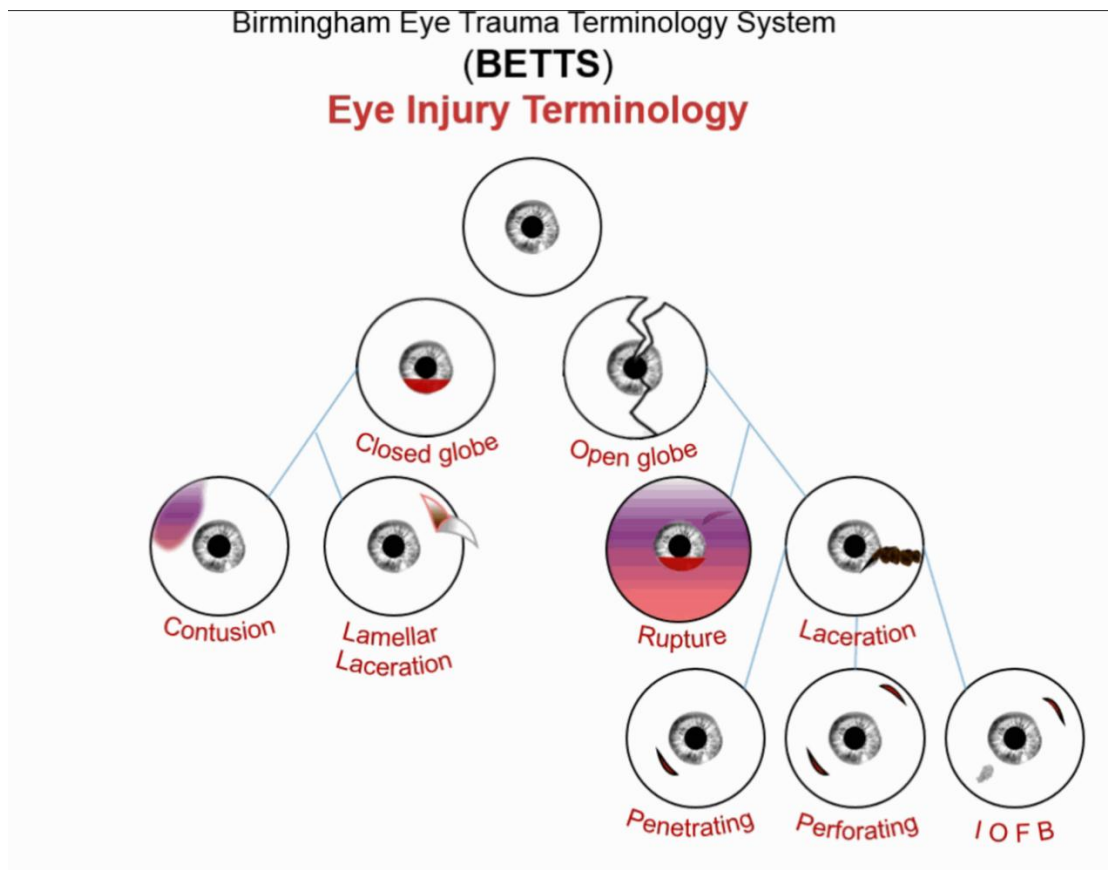 Birmingham Eye Trauma Terminology System
(BETTS)
Eye Injury Terminology
Closed globe
Open globe
Contusion
Lamellar
Laceration
Rupture
Laceration
Penetrating
Perforating
I O F B